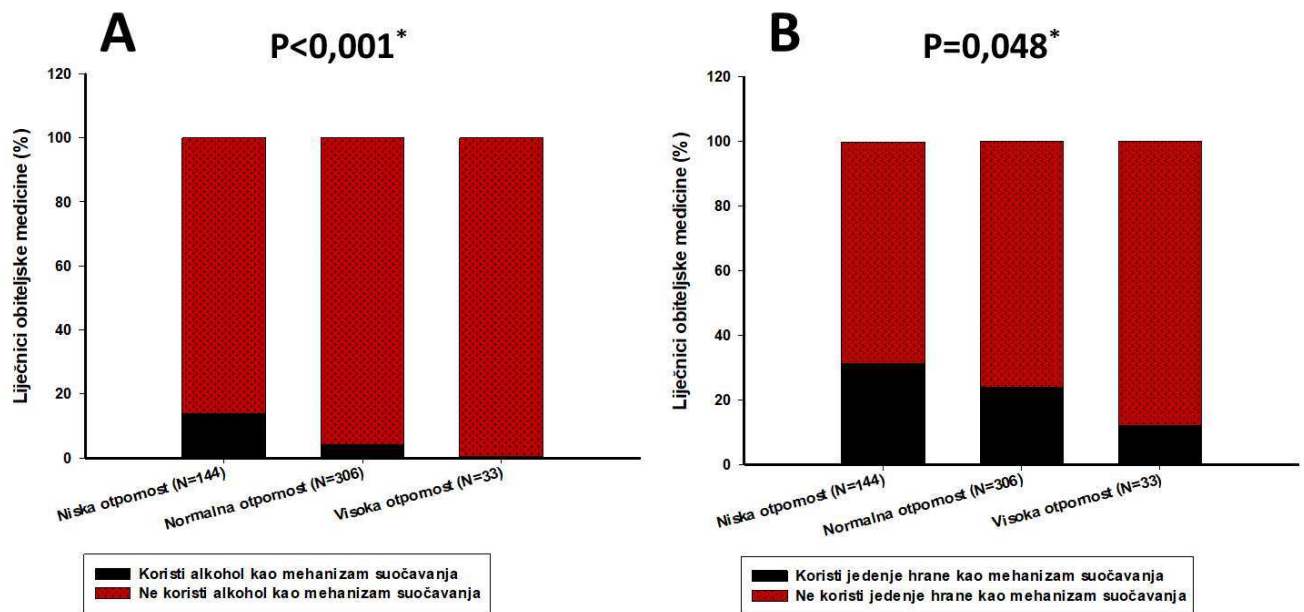 A
P<0,001*
Liječnici obiteljske medicine (%)
120
100
80
60
40
20
0
Niska otpornost (N=144)
Normalna otpornost (N=306)
Visoka otpornost (N=33)
Koristi alkohol kao mehanizam suočavanja
Ne koristi alkohol kao mehanizam suočavanja
B
P=0,048*
Liječnici obiteljske medicine (%)
120
100
80
60
40
20
0
Niska otpornost (N=144)
Normalna otpornost (N=306)
Visoka otpornost (N=33)
Koristi jedenje hrane kao mehanizam suočavanja
Ne koristi jedenje hrane kao mehanizam suočavanja